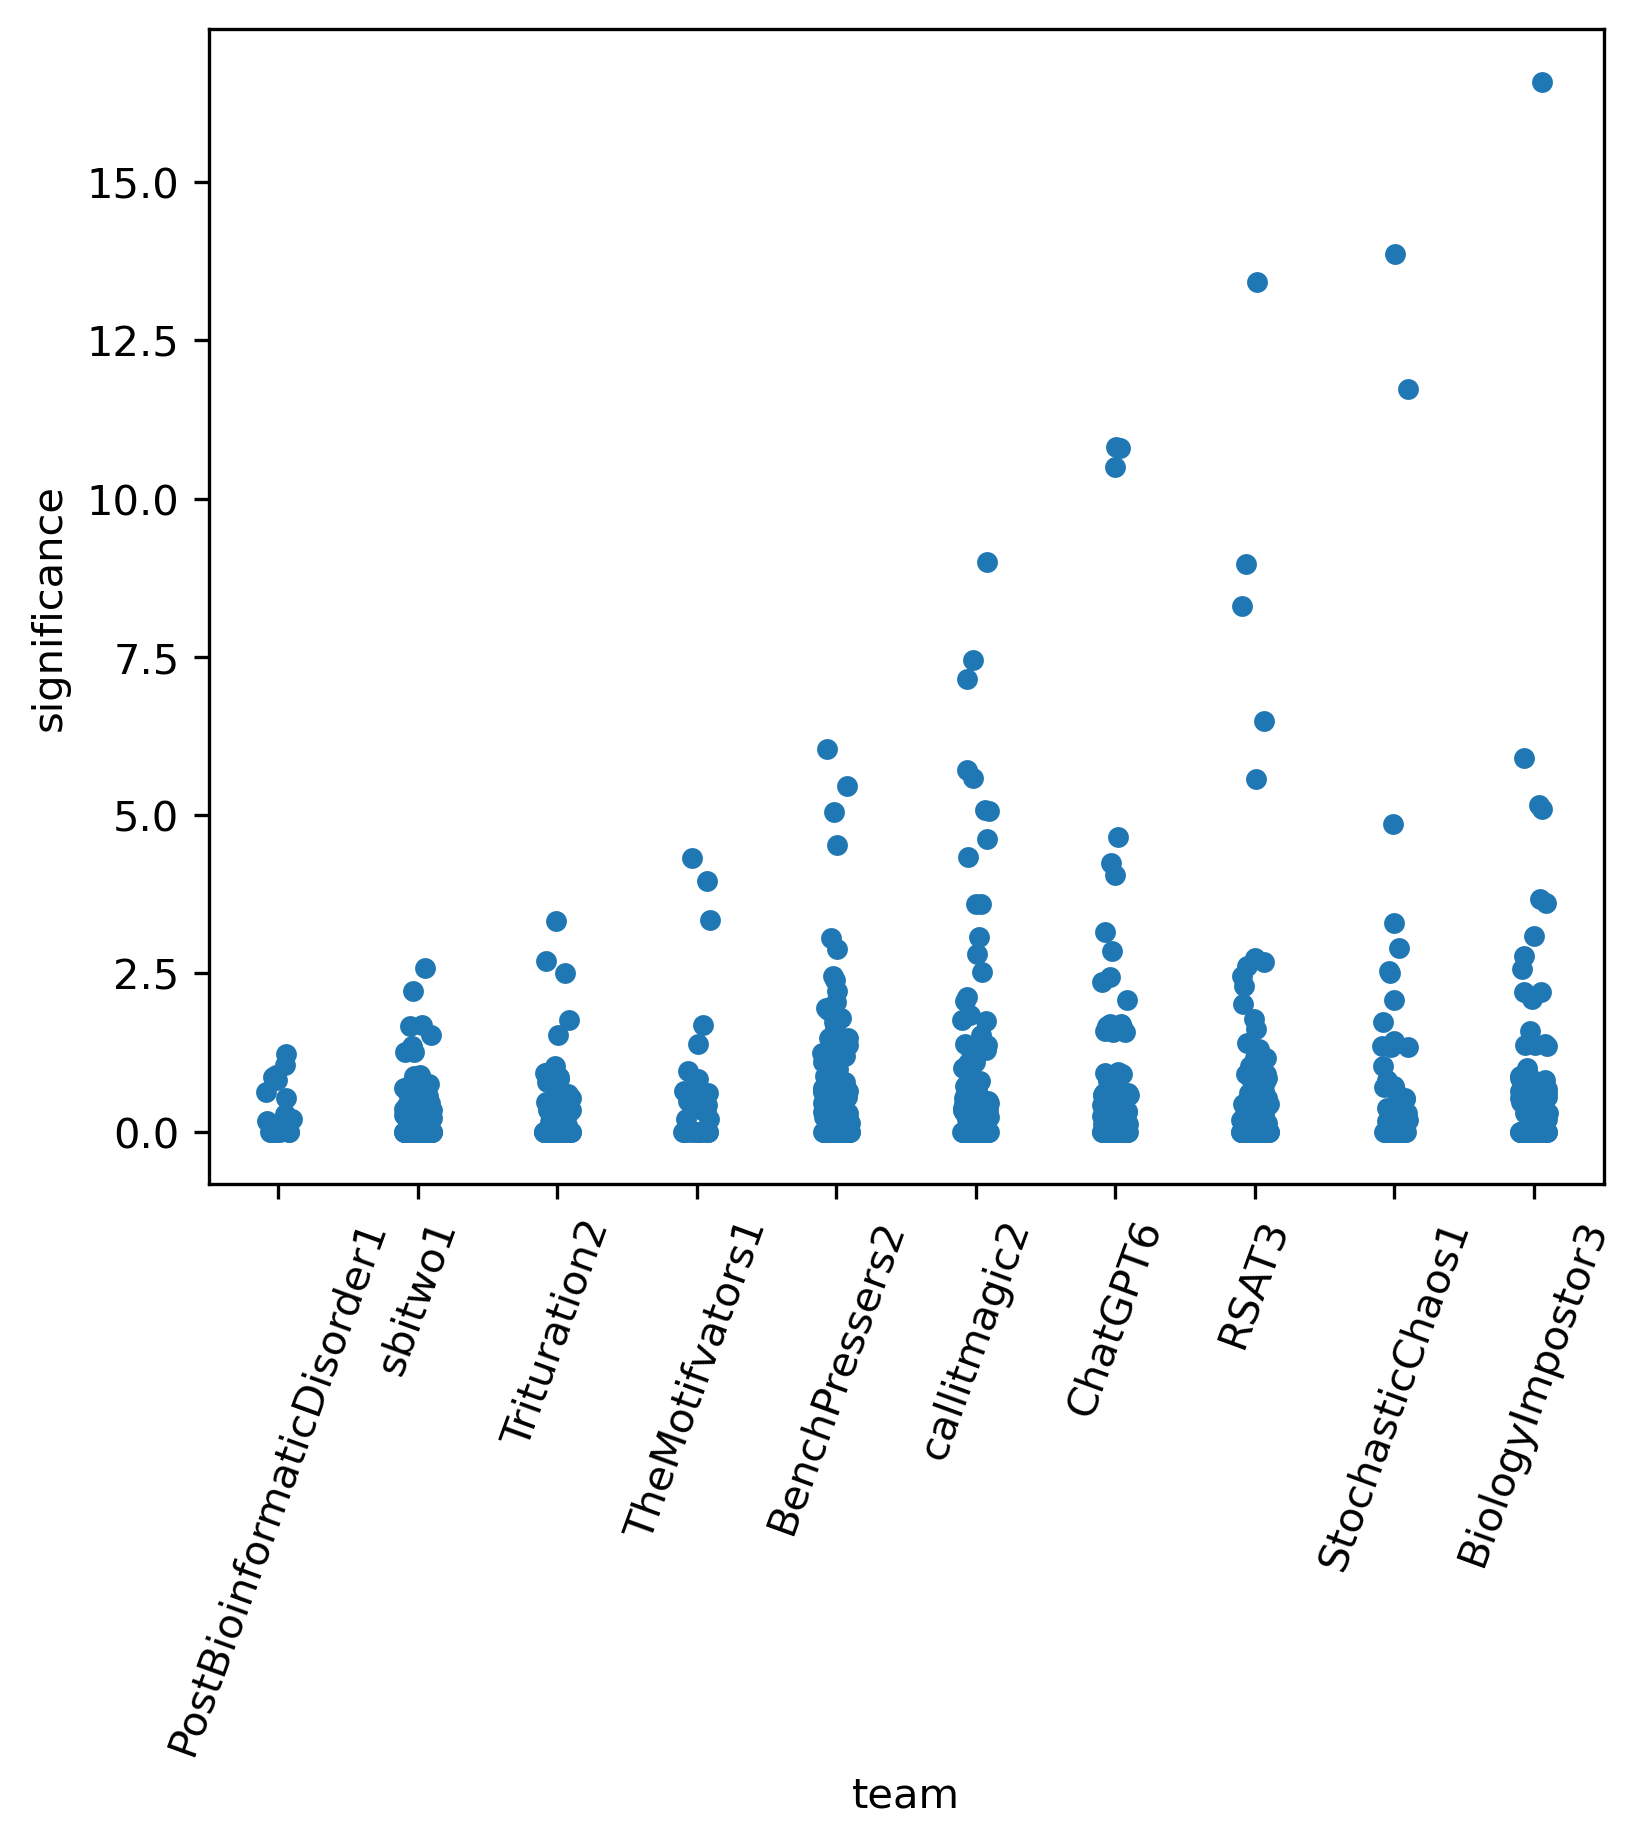 significance
15.0
12.5
10.0
7.5
5.0
2.5
0.0
PostBioinformaticDisorder1
sbitwo1
Trituration2
TheMotifvators1
BenchPressers2
callitmagic2
ChatGPT6
RSAT3
StochasticChaos1
BiologyImpostor3
team